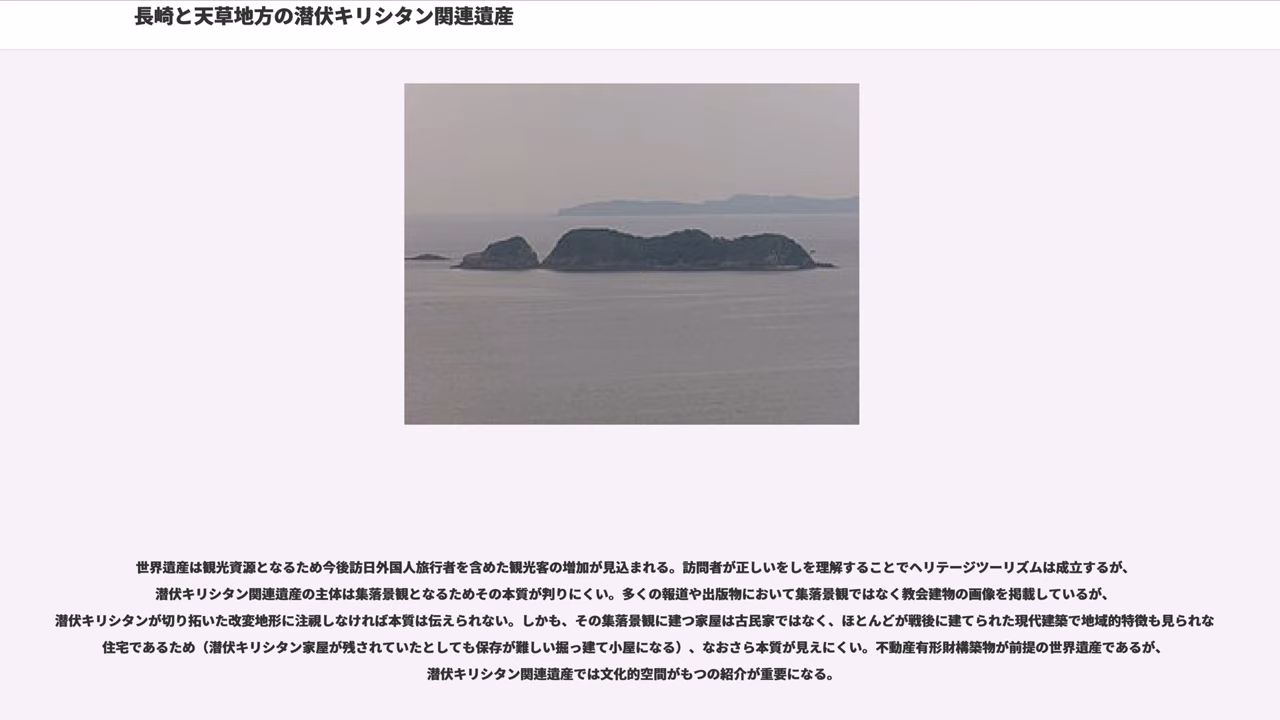 長崎と天草地方の潜伏キリシタン関連遺産
世界遺産は観光資源となるため今後訪日外国人旅行者を含めた観光客の増加が見込まれる。訪問者が正しいをしを理解することでヘリテージツーリズムは成立するが、
潜伏キリシタン関連遺産の主体は集落景観となるためその本質が判りにくい。多くの報道や出版物において集落景観ではなく教会建物の画像を掲載しているが、
潜伏キリシタンが切り拓いた改変地形に注視しなければ本質は伝えられない。しかも、その集落景観に建つ家屋は古民家ではなく、ほとんどが戦後に建てられた現代建築で地域的特徴も見られな
住宅であるため（潜伏キリシタン家屋が残されていたとしても保存が難しい掘っ建て小屋になる）、なおさら本質が見えにくい。不動産有形財構築物が前提の世界遺産であるが、
潜伏キリシタン関連遺産では文化的空間がもつの紹介が重要になる。